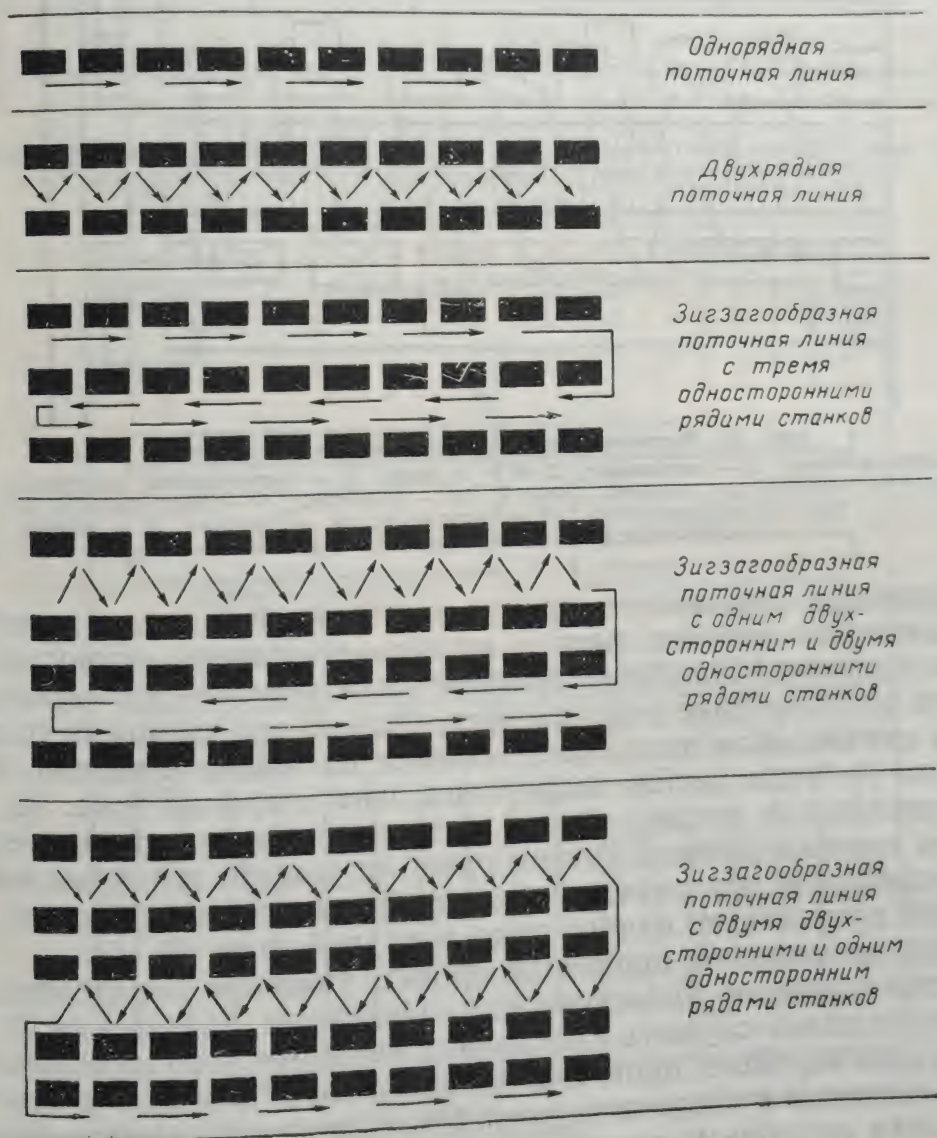 Однорядная
поточная линия
Двухрядная
поточная линия
Зигзагообразная
поточная линия
с тремя
односторонними
рядами станков
Зигзагообразная
поточная линия
с одним двух-
сторонним и двумя
односторонними
рядами станков
Зигзагообразная
поточная линия
с двумя двух-
сторонними и одним
односторонним
рядами станков